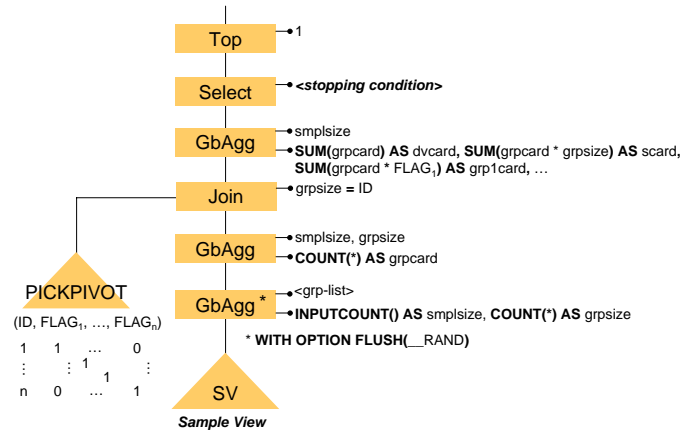 Top
1
Select
<stopping condition>
GbAgg
smplsize
SUM(grpcard) AS dvcard, SUM(grpcard * grpsize) AS scard,
SUM(grpcard * FLAG₁) AS grp1card, …
Join
grpsize = ID
GbAgg
smplsize, grpsize
COUNT(*) AS grpcard
PICKPIVOT
(ID, FLAG₁, …, FLAGₙ)
1 1 … 0
⋮ ⋮ 1 1 ⋮
n 0 … 1
GbAgg *
<grp-list>
INPUTCOUNT() AS smplsize, COUNT(*) AS grpsize
* WITH OPTION FLUSH(__RAND)
SV
Sample View